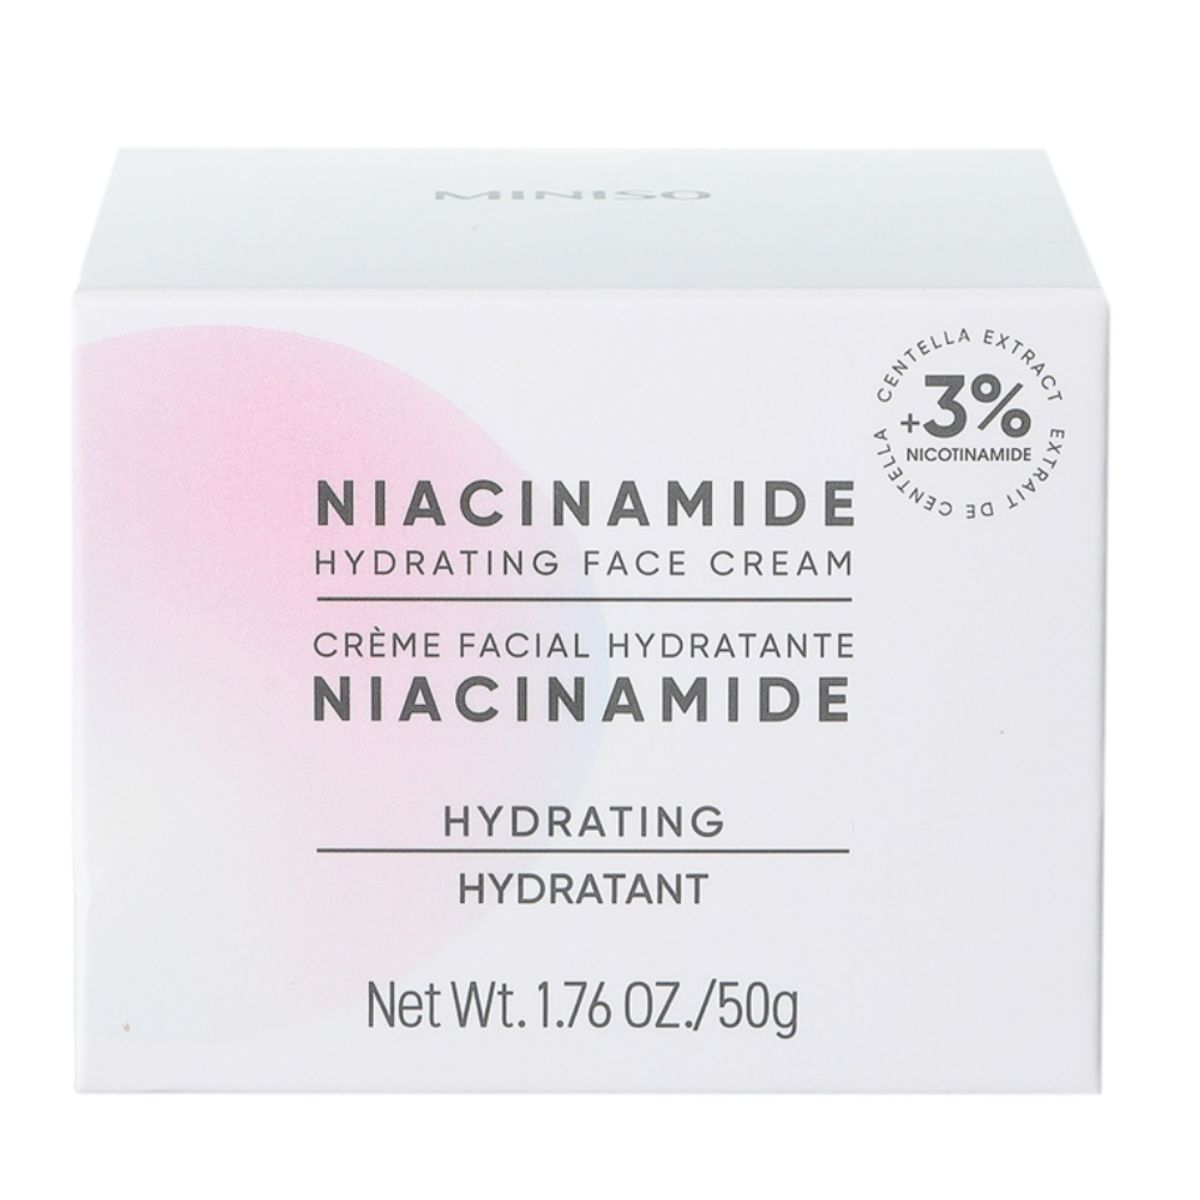 MINISO
CENTELLA EXTRACT
+3%
NICOTINAMIDE
EXTRAIT DE CENTELLA
NIACINAMIDE
HYDRATING FACE CREAM
CRÈME FACIAL HYDRATANTE
NIACINAMIDE
HYDRATING
HYDRATANT
Net Wt. 1.76 OZ./50g